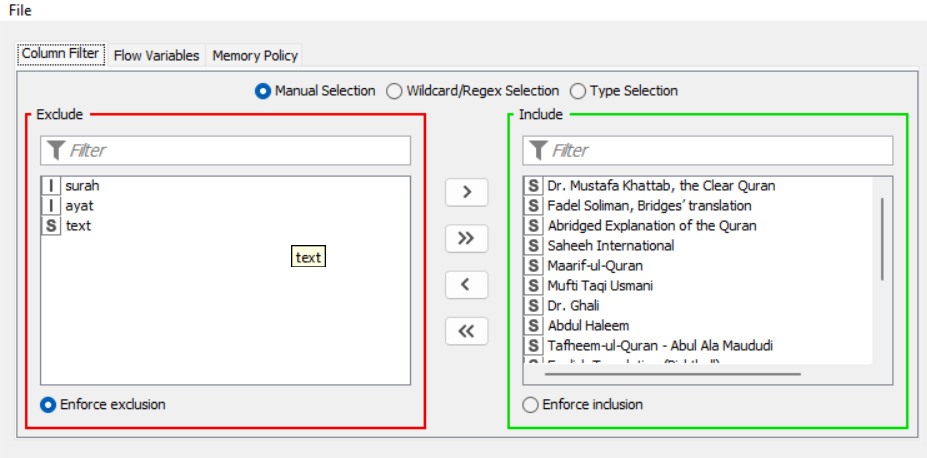 File
Column Filter Flow Variables Memory Policy
Manual Selection Wildcard/Regex Selection Type Selection
Exclude
Filter
I surah
I ayat
S text
text
Enforce exclusion
> 
>>
<
<<
Include
Filter
S Dr. Mustafa Khattab, the Clear Quran
S Fadel Soliman, Bridges' translation
S Abridged Explanation of the Quran
S Saheeh International
S Maarif-ul-Quran
S Mufti Taqi Usmani
S Dr. Ghali
S Abdul Haleem
S Tafheem-ul-Quran - Abul Ala Maududi
Enforce inclusion